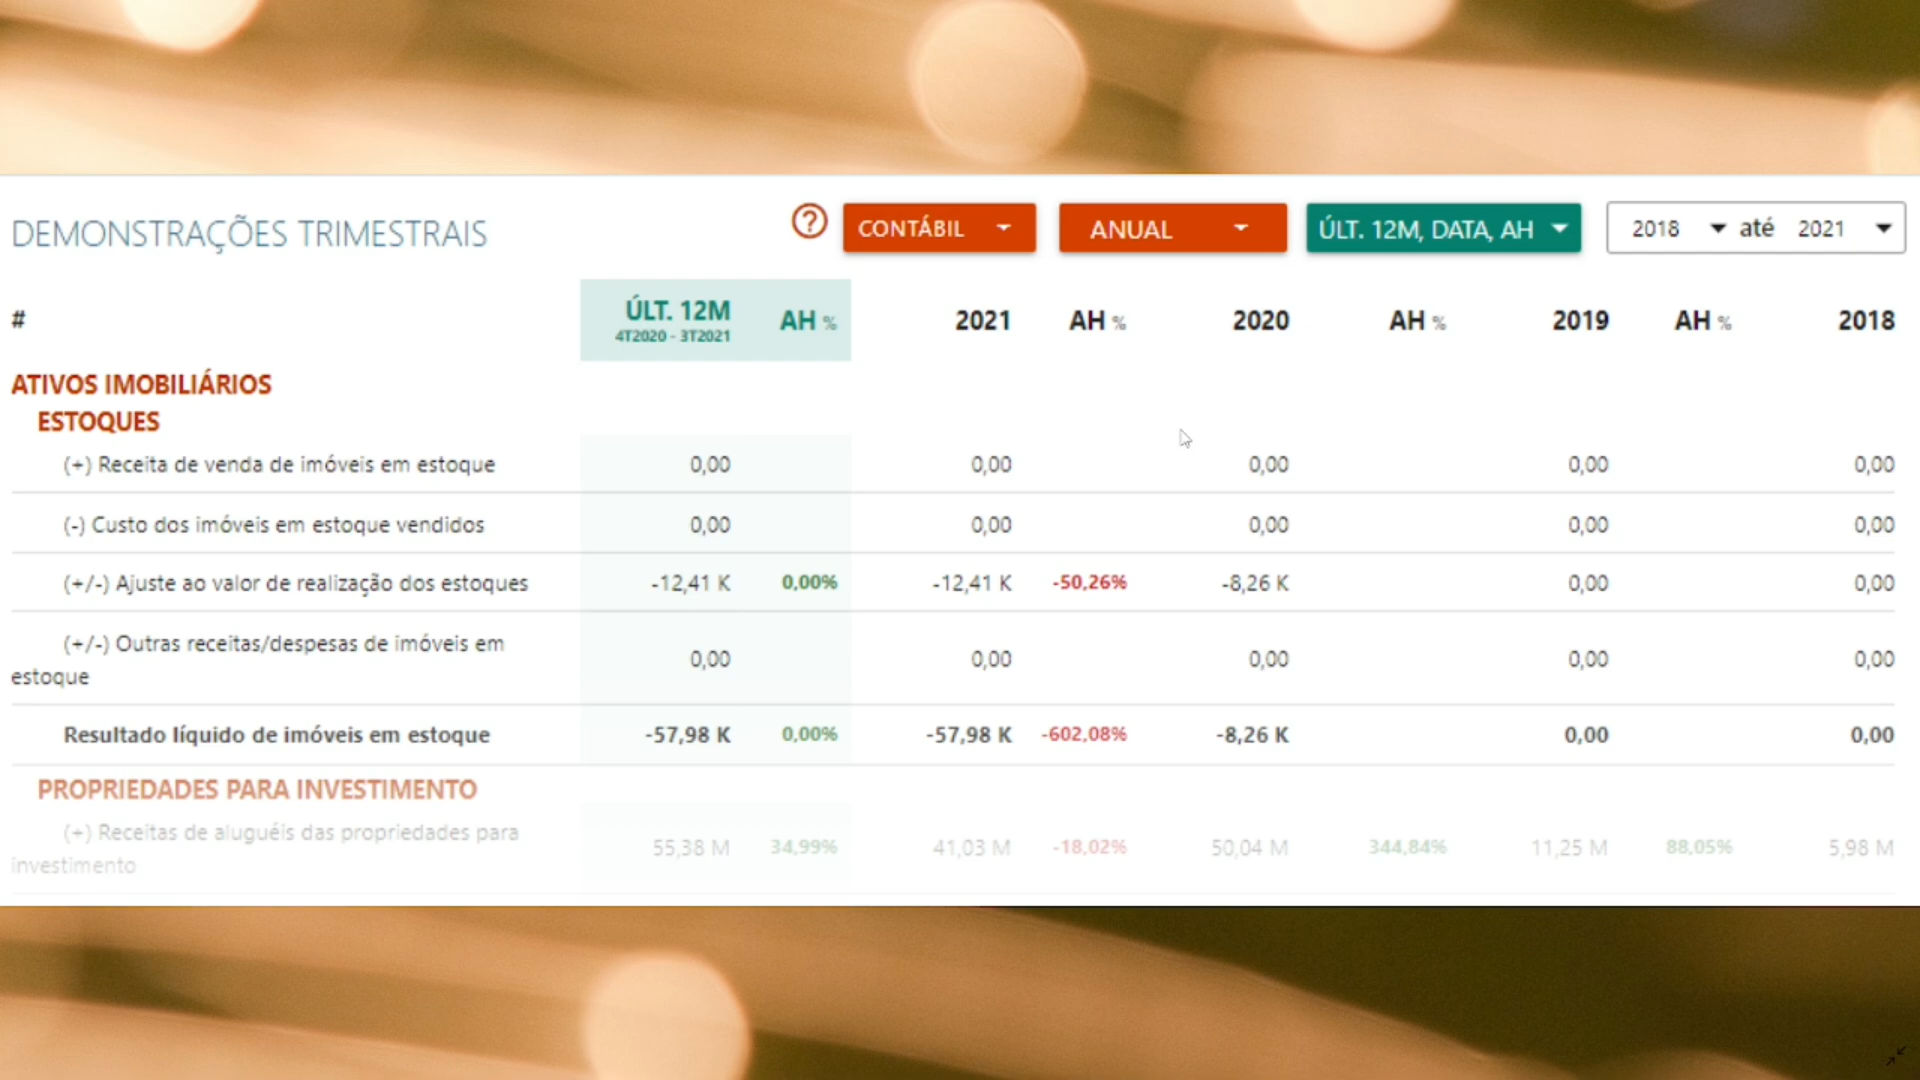 DEMONSTRAÇÕES TRIMESTRAIS ? CONTÁBIL ANUAL ÚLT. 12M, DATA, AH 2018 até 2021
# ÚLT. 12M AH % 2021 AH % 2020 AH % 2019 AH % 2018
4T2020 - 3T2021
ATIVOS IMOBILIÁRIOS
ESTOQUES
(+) Receita de venda de imóveis em estoque 0,00 0,00 0,00 0,00 0,00
(-) Custo dos imóveis em estoque vendidos 0,00 0,00 0,00 0,00 0,00
(+/-) Ajuste ao valor de realização dos estoques -12,41 K 0,00% -12,41 K -50,26% -8,26 K 0,00 0,00
(+/-) Outras receitas/despesas de imóveis em
estoque 0,00 0,00 0,00 0,00 0,00
Resultado líquido de imóveis em estoque -57,98 K 0,00% -57,98 K -602,08% -8,26 K 0,00 0,00
PROPRIEDADES PARA INVESTIMENTO
(+) Receitas de aluguéis das propriedades para
investimento 55,38 M 34,99% 41,03 M -18,02% 50,04 M 344,84% 11,25 M 88,05% 5,98 M